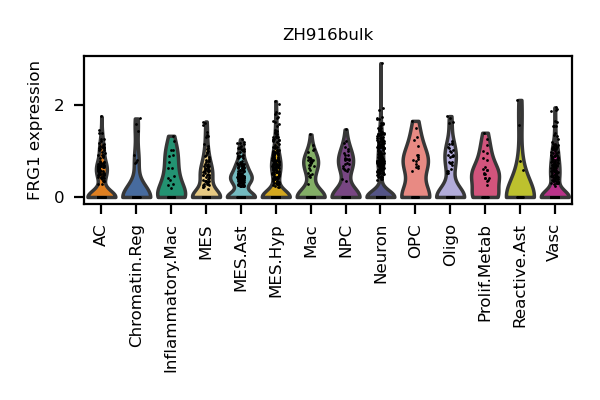 ZH916bulk
FRG1 expression
2
0
AC
Chromatin.Reg
Inflammatory.Mac
MES
MES.Ast
MES.Hyp
Mac
NPC
Neuron
OPC
Oligo
Prolif.Metab
Reactive.Ast
Vasc